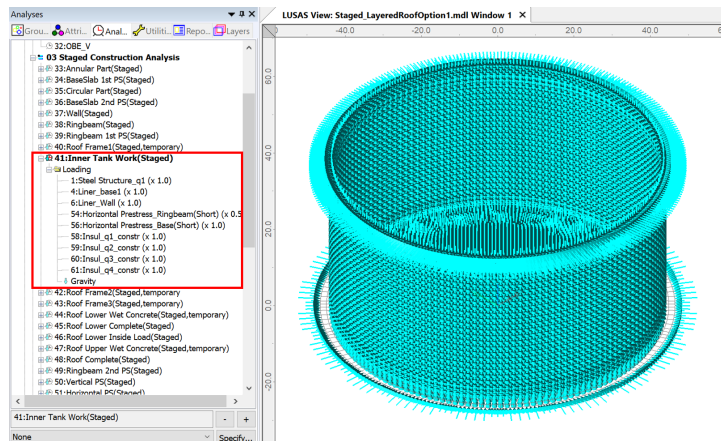 Analyses
LUSAS View: Staged_LayeredRoofOption1.mdl Window 1 X
Grou... Attri... Anal... Utiliti... Repo... Layers
-40.0 -20.0 0.0 20.0 40.0
60.0
40.0
20.0
0.0
-20.0
32:OBE_V
03 Staged Construction Analysis
33:Annular Part(Staged)
34:BaseSlab 1st PS(Staged)
35:Circular Part(Staged)
36:BaseSlab 2nd PS(Staged)
37:Wall(Staged)
38:Ringbeam(Staged)
39:Ringbeam 1st PS(Staged)
40:Roof Frame1(Staged,temporary)
41:Inner Tank Work(Staged)
Loading
1:Steel Structure_q1 (x 1.0)
4:Liner_base1 (x 1.0)
6:Liner_Wall (x 1.0)
54:Horizontal Prestress_Ringbeam(Short) (x 0.5
56:Horizontal Prestress_Base(Short) (x 1.0)
58:Insul_q1_constr (x 1.0)
59:Insul_q2_constr (x 1.0)
60:Insul_q3_constr (x 1.0)
61:Insul_q4_constr (x 1.0)
Gravity
42:Roof Frame2(Staged,temporary
43:Roof Frame3(Staged,temporary)
44:Roof Lower Wet Concrete(Staged,temporary)
45:Roof Lower Complete(Staged)
46:Roof Lower Inside Load(Staged)
47:Roof Upper Wet Concrete(Staged,temporary)
48:Roof Complete(Staged)
49:Ringbeam 2nd PS(Staged)
50:Vertical PS(Staged)
51:Horizontal PS(Staged)
41:Inner Tank Work(Staged)
- +
None
Specify...